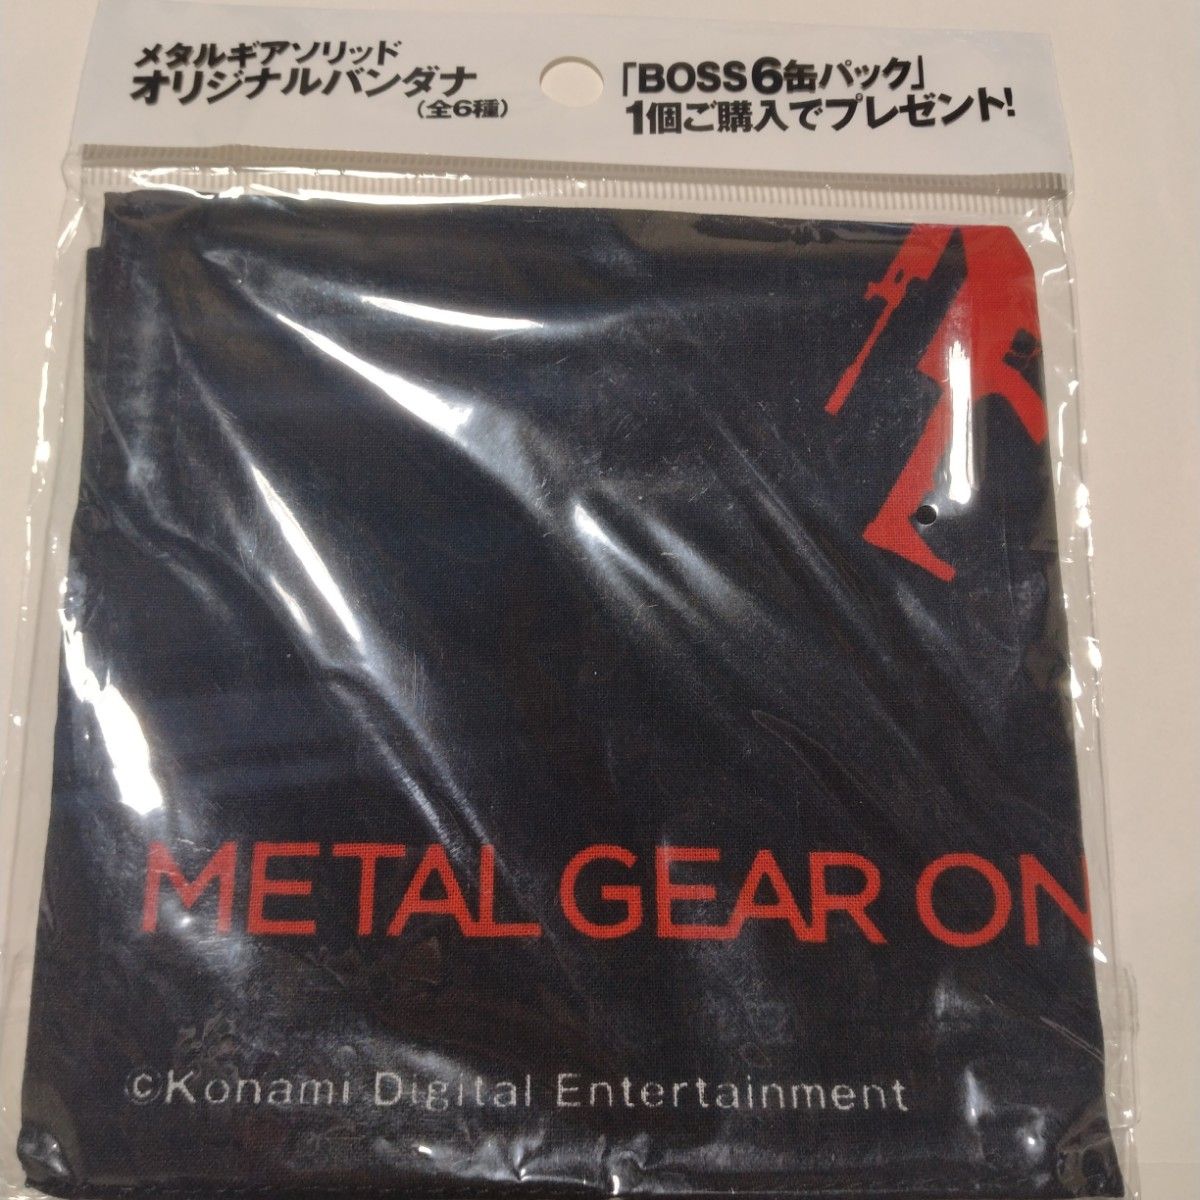 メタルギアソリッド
オリジナルバンダナ
(全6種)
「BOSS6缶パック」
1個ご購入でプレゼント!
METAL GEAR ON
©Konami Digital Entertainment